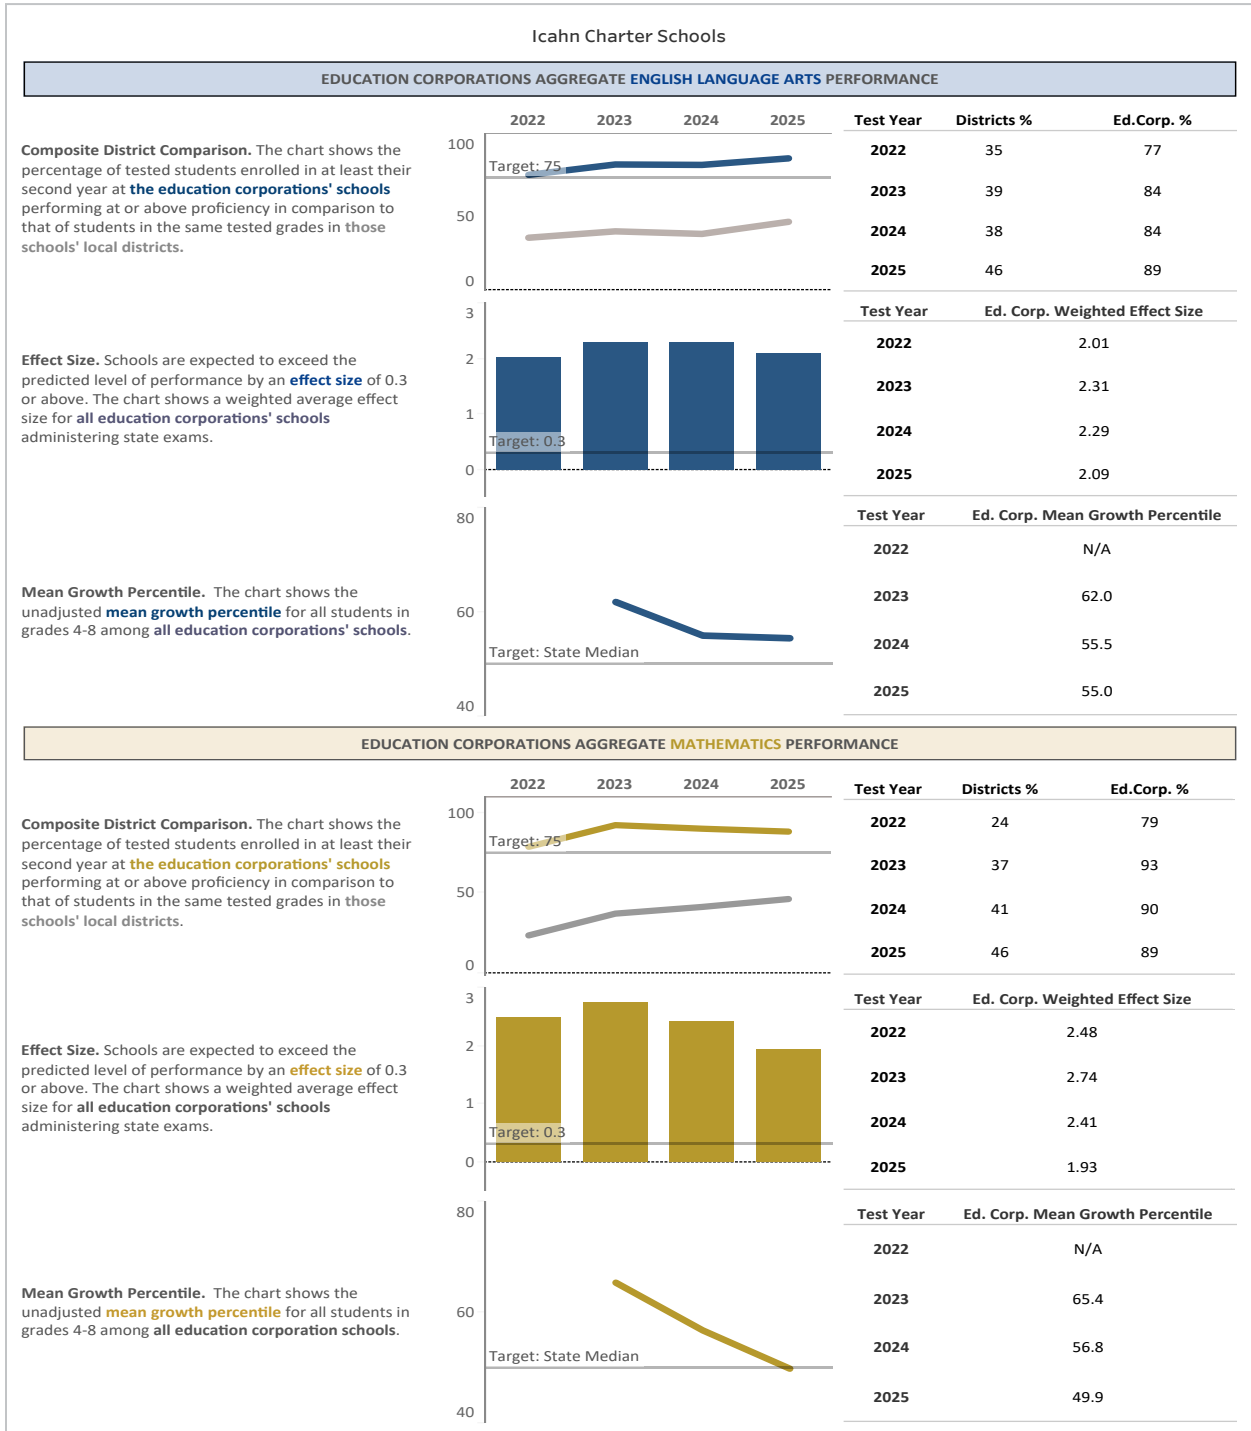 Icahn Charter Schools
EDUCATION CORPORATIONS AGGREGATE ENGLISH LANGUAGE ARTS PERFORMANCE
Composite District Comparison. The chart shows the
percentage of tested students enrolled in at least their
second year at the education corporations' schools
performing at or above proficiency in comparison to
that of students in the same tested grades in those
schools' local districts.
2022 2023 2024 2025
100
Target: 75
50
0
Test Year Districts % Ed.Corp. %
2022 35 77
2023 39 84
2024 38 84
2025 46 89
Effect Size. Schools are expected to exceed the
predicted level of performance by an effect size of 0.3
or above. The chart shows a weighted average effect
size for all education corporations' schools
administering state exams.
3
2
1
Target: 0.3
0
Test Year Ed. Corp. Weighted Effect Size
2022 2.01
2023 2.31
2024 2.29
2025 2.09
Mean Growth Percentile. The chart shows the
unadjusted mean growth percentile for all students in
grades 4-8 among all education corporations' schools.
80
60
Target: State Median
40
Test Year Ed. Corp. Mean Growth Percentile
2022 N/A
2023 62.0
2024 55.5
2025 55.0
EDUCATION CORPORATIONS AGGREGATE MATHEMATICS PERFORMANCE
Composite District Comparison. The chart shows the
percentage of tested students enrolled in at least their
second year at the education corporations' schools
performing at or above proficiency in comparison to
that of students in the same tested grades in those
schools' local districts.
2022 2023 2024 2025
100
Target: 75
50
0
Test Year Districts % Ed.Corp. %
2022 24 79
2023 37 93
2024 41 90
2025 46 89
Effect Size. Schools are expected to exceed the
predicted level of performance by an effect size of 0.3
or above. The chart shows a weighted average effect
size for all education corporations' schools
administering state exams.
3
2
1
Target: 0.3
0
Test Year Ed. Corp. Weighted Effect Size
2022 2.48
2023 2.74
2024 2.41
2025 1.93
Mean Growth Percentile. The chart shows the
unadjusted mean growth percentile for all students in
grades 4-8 among all education corporation schools.
80
60
Target: State Median
40
Test Year Ed. Corp. Mean Growth Percentile
2022 N/A
2023 65.4
2024 56.8
2025 49.9